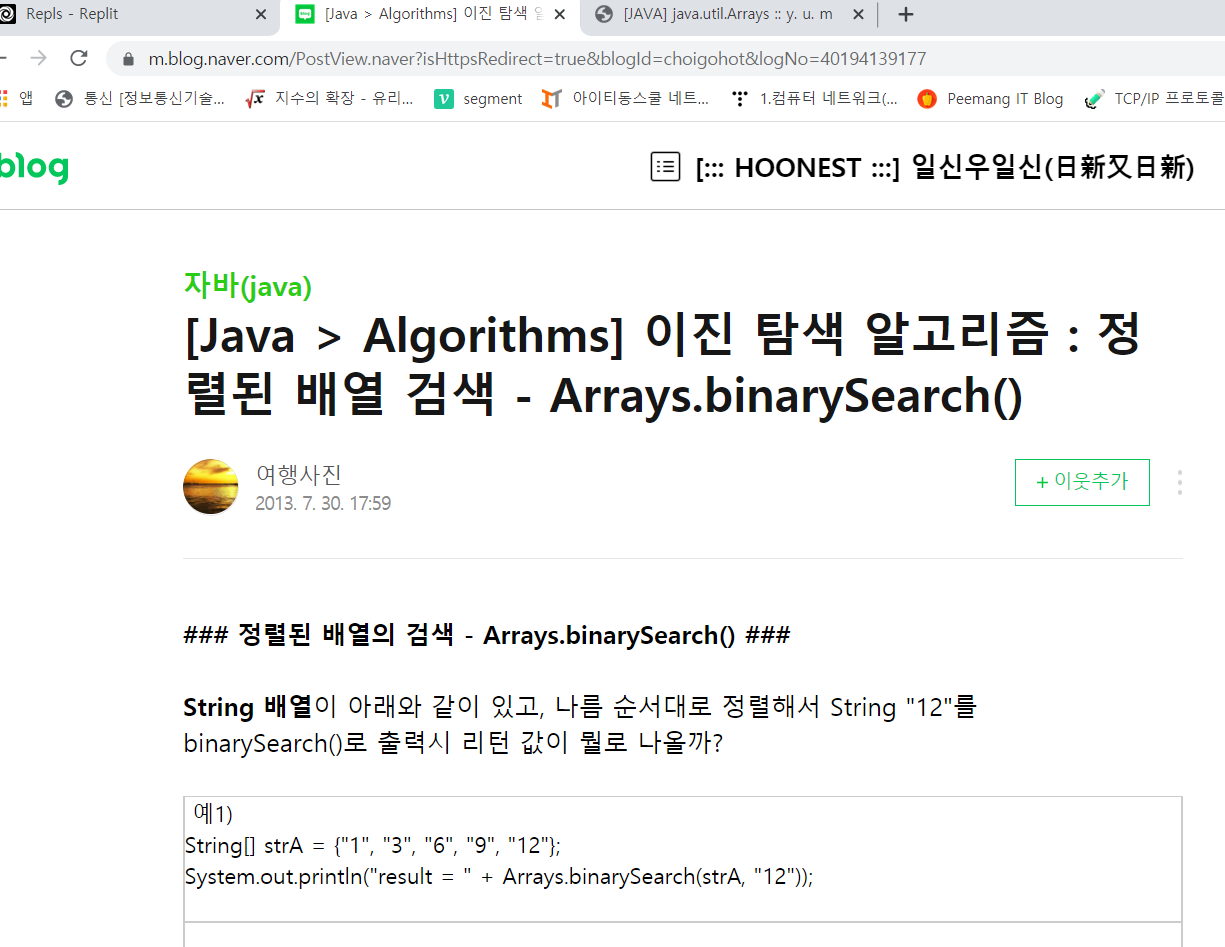 Repls - Replit
[Java > Algorithms] 이진 탐색 알
[JAVA] java.util.Arrays :: y. u. m
m.blog.naver.com/PostView.naver?isHttpsRedirect=true&blogId=choigohot&logNo=40194139177
앱 통신 [정보통신기술... 지수의 확장 - 유리... segment 아이티동스쿨 네트... 1.컴퓨터 네트워크(... Peemang IT Blog TCP/IP 프로토콜
blog
[::: HOONEST :::] 일신우일신(日新又日新)
자바(java)
[Java > Algorithms] 이진 탐색 알고리즘 : 정
렬된 배열 검색 - Arrays.binarySearch()
여행사진
2013. 7. 30. 17:59
+ 이웃추가
### 정렬된 배열의 검색 - Arrays.binarySearch() ###
String 배열이 아래와 같이 있고, 나름 순서대로 정렬해서 String "12"를
binarySearch()로 출력시 리턴 값이 뭘로 나올까?
예1)
String[] strA = {"1", "3", "6", "9", "12"};
System.out.println("result = " + Arrays.binarySearch(strA, "12"));